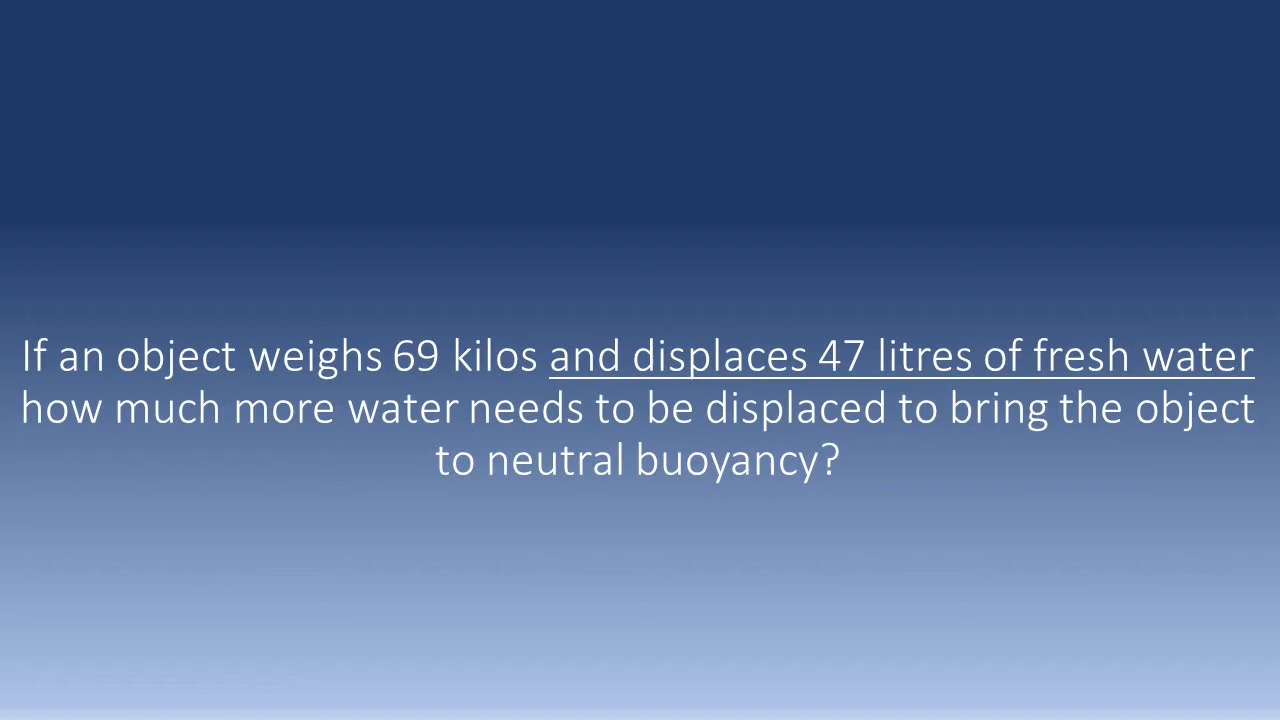 If an object weighs 69 kilos and displaces 47 litres of fresh water
how much more water needs to be displaced to bring the object
to neutral buoyancy?